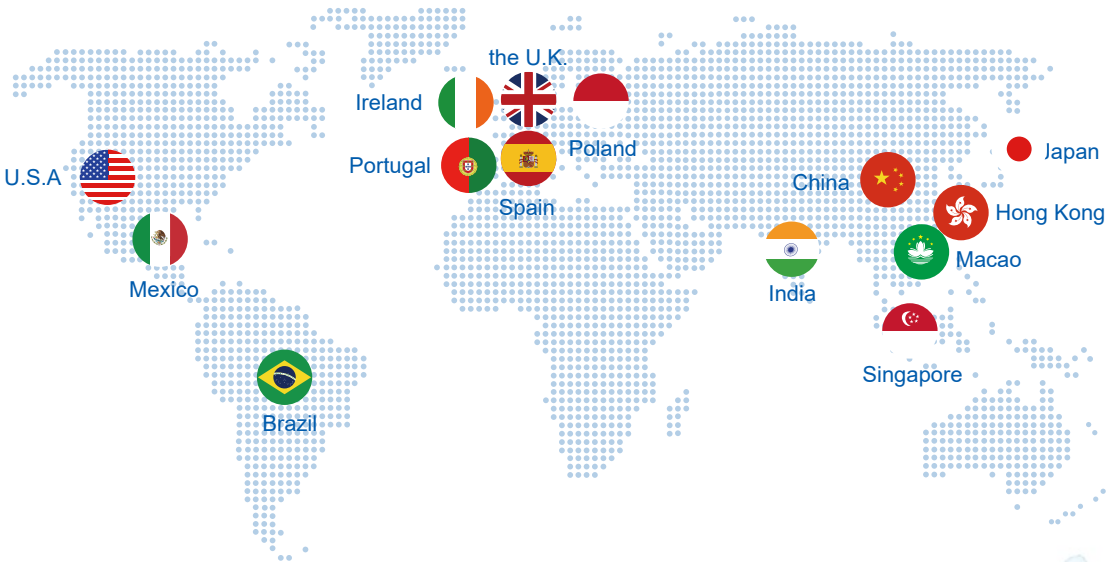 the U.K.
Ireland
Poland
Japan
Portugal
U.S.A
China
Spain
Hong Kong
Macao
Mexico
India
Singapore
Brazil